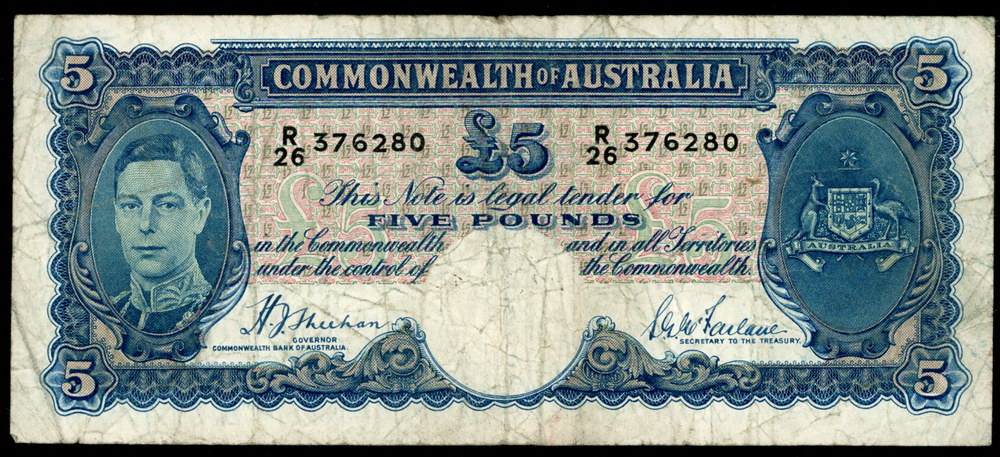 5 5
COMMONWEALTH OF AUSTRALIA
R/26 376280 £5 R/26 376280
This Note is legal tender for
FIVE POUNDS
in the Commonwealth and in all Territories
under the control of the Commonwealth.
AUSTRALIA
H J Sheehan
GOVERNOR
COMMONWEALTH BANK OF AUSTRALIA.
S G McFarlane
SECRETARY TO THE TREASURY.
5 5